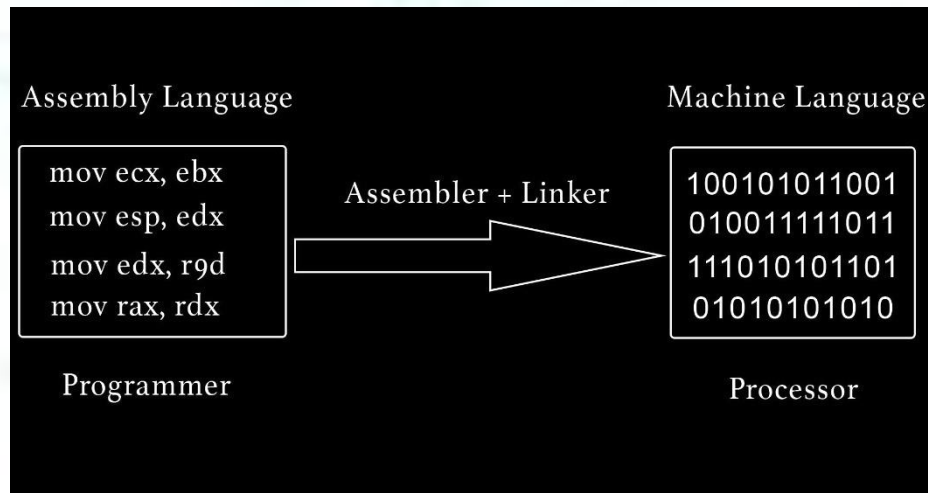 Assembly Language
mov ecx, ebx
mov esp, edx
mov edx, r9d
mov rax, rdx
Programmer
Assembler + Linker
Machine Language
100101011001
010011111011
111010101101
01010101010
Processor